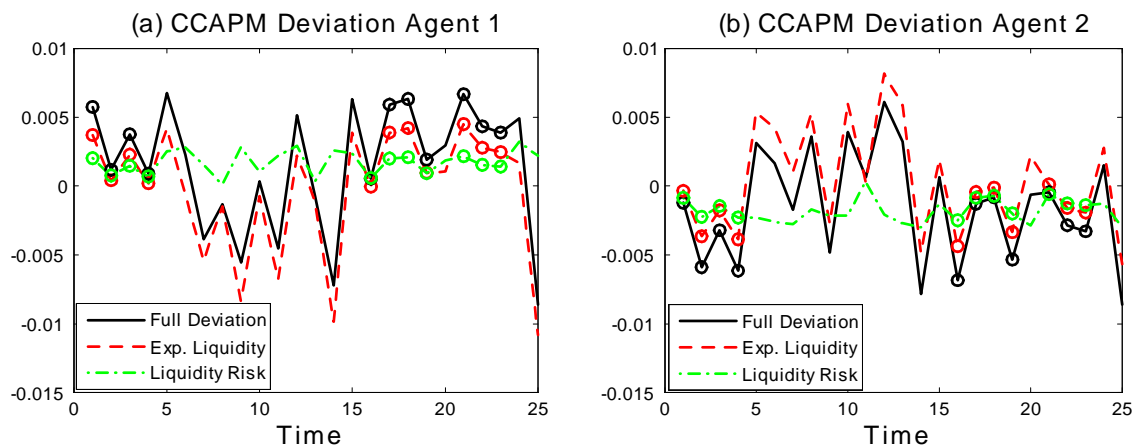 (a) CCAPM Deviation Agent 1
0.01
0.005
0
-0.005
-0.01
-0.015
Full Deviation
Exp. Liquidity
Liquidity Risk
0 5 10 15 20 25
Time
(b) CCAPM Deviation Agent 2
0.01
0.005
0
-0.005
-0.01
-0.015
Full Deviation
Exp. Liquidity
Liquidity Risk
0 5 10 15 20 25
Time